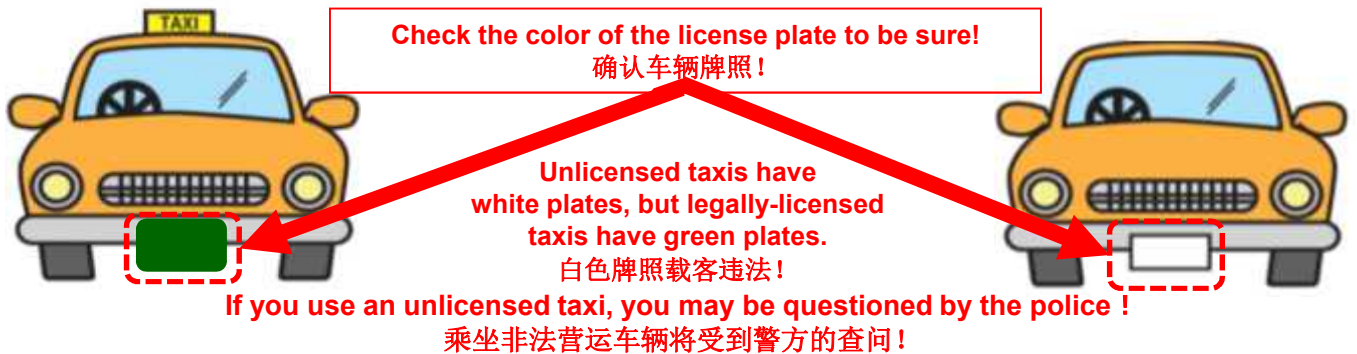 TAXI
Check the color of the license plate to be sure!
确认车辆牌照！
Unlicensed taxis have
white plates, but legally-licensed
taxis have green plates.
白色牌照载客违法！
If you use an unlicensed taxi, you may be questioned by the police！
乘坐非法营运车辆将受到警方的查问！